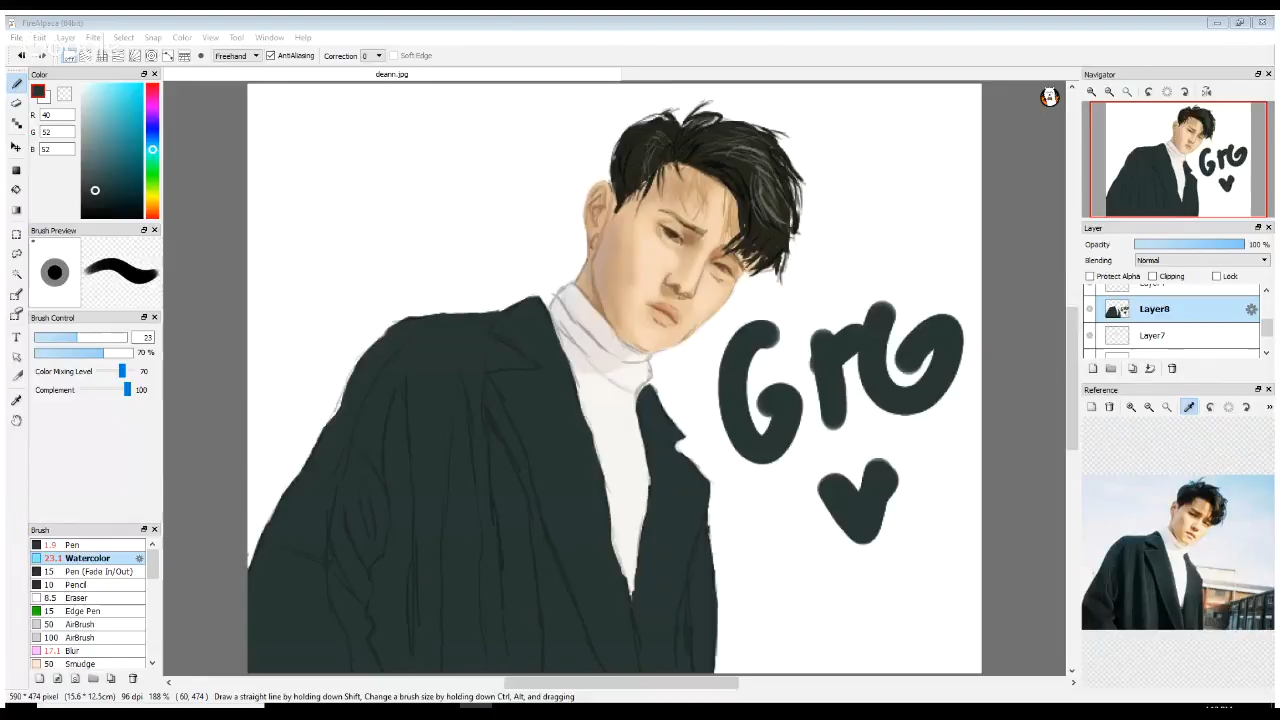 FireAlpaca (64bit)
File Edit Layer Filte Select Snap Color View Tool Window Help
Freehand AntiAliasing Correction 0 Soft Edge
Color
dearin.jpg
Navigator
R 40
G 52
B 52
Brush Preview
Layer
Opacity 100 %
Blending Normal
Protect Alpha Clipping Lock
Layer8
Layer7
Brush Control
23
70 %
Color Mixing Level 70
Complement 100
Reference
Gre
Brush
1.9 Pen
23.1 Watercolor
15 Pen (Fade In/Out)
10 Pencil
8.5 Eraser
15 Edge Pen
50 AirBrush
100 AirBrush
17.1 Blur
50 Smudge
590 * 474 pixel (15.6 * 12.5cm) 96 dpi 188 % ( 60, 474 ) Draw a straight line by holding down Shift, Change a brush size by holding down Ctrl, Alt, and dragging